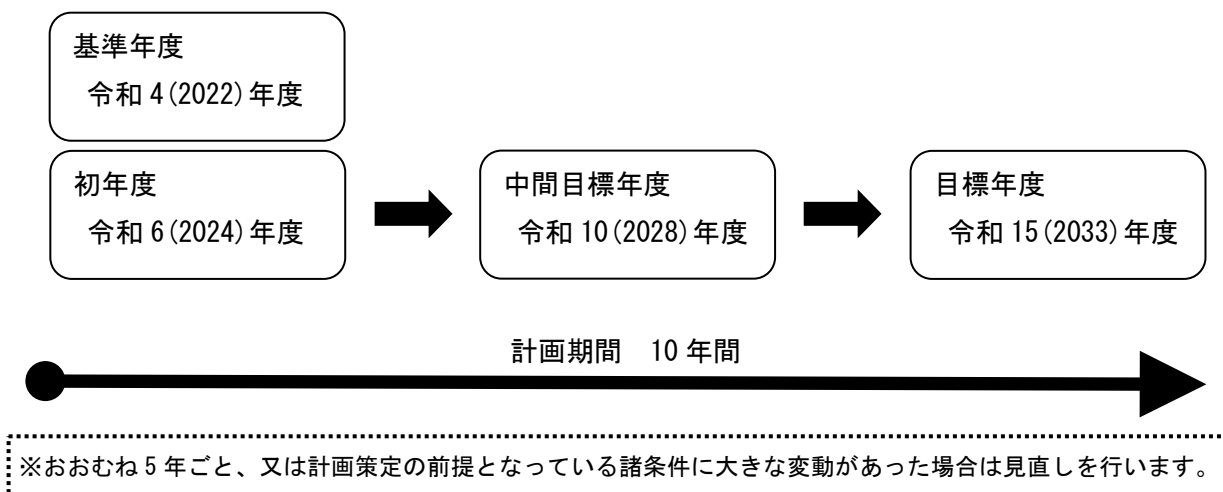 基準年度
令和 4(2022)年度
初年度
令和 6(2024)年度
中間目標年度
令和 10(2028)年度
目標年度
令和 15(2033)年度
計画期間　10 年間
※おおむね 5 年ごと、又は計画策定の前提となっている諸条件に大きな変動があった場合は見直しを行います。